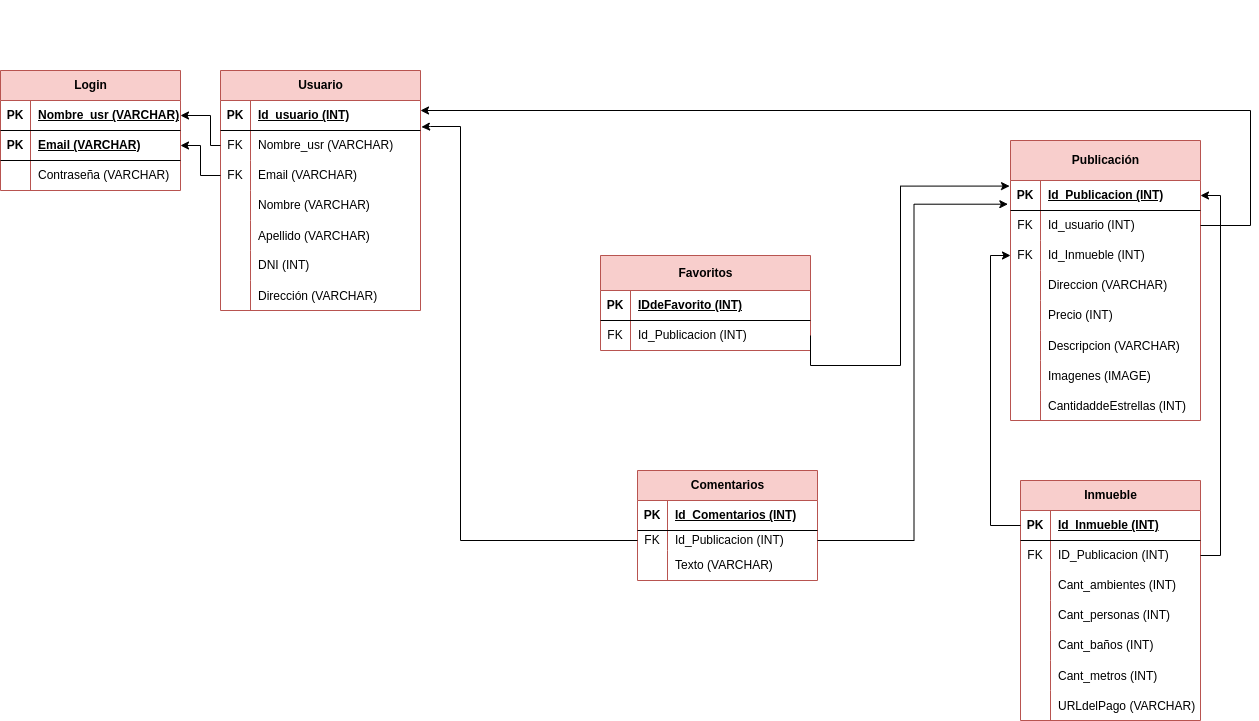 Login
PK Nombre_usr (VARCHAR)
PK Email (VARCHAR)
Contraseña (VARCHAR)
Usuario
PK Id_usuario (INT)
FK Nombre_usr (VARCHAR)
FK Email (VARCHAR)
Nombre (VARCHAR)
Apellido (VARCHAR)
DNI (INT)
Dirección (VARCHAR)
Favoritos
PK IDdeFavorito (INT)
FK Id_Publicacion (INT)
Comentarios
PK Id_Comentarios (INT)
FK Id_Publicacion (INT)
Texto (VARCHAR)
Publicación
PK Id_Publicacion (INT)
FK Id_usuario (INT)
FK Id_Inmueble (INT)
Direccion (VARCHAR)
Precio (INT)
Descripcion (VARCHAR)
Imagenes (IMAGE)
CantidaddeEstrellas (INT)
Inmueble
PK Id_Inmueble (INT)
FK ID_Publicacion (INT)
Cant_ambientes (INT)
Cant_personas (INT)
Cant_baños (INT)
Cant_metros (INT)
URLdelPago (VARCHAR)